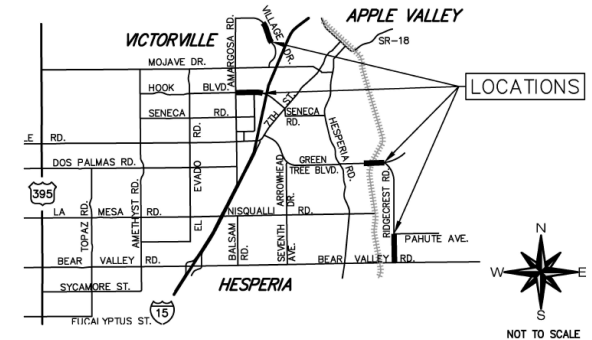 APPLE VALLEY
VILLAGE DR.
VICTORVILLE
AMARGOSA RD.
SR-18
MOJAVE DR.
HOOK BLVD.
LOCATIONS
7TH ST.
SENECA RD.
SENECA RD.
HESPERIA RD.
E RD.
EVADO RD.
DOS PALMAS RD.
ARROWHEAD DR.
GREEN TREE BLVD.
395
TOPAZ RD.
AMETHYST RD.
EL
RIDGECREST RD.
LA MESA RD.
NISQUALLI RD.
BALSAM RD.
SEVENTH AVE.
PAHUTE AVE.
BEAR VALLEY RD.
BEAR VALLEY RD.
N
W
E
S
SYCAMORE ST.
HESPERIA
15
EUCALYPTUS ST.
NOT TO SCALE